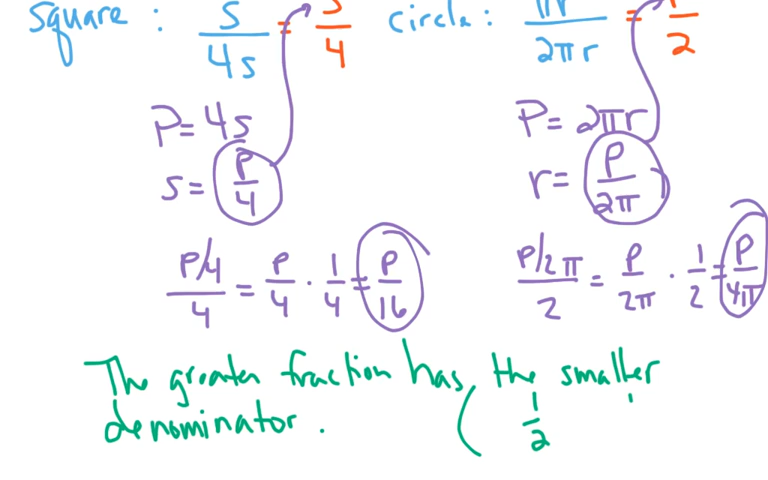 square : s/4s = s/4 circle : πr/2πr = r/2
P=4s P= 2πr
s= P/4 r= P/2π
P/4/4 = P/4 · 1/4 = P/16 P/2π/2 = P/2π · 1/2 = P/4π
The greater fraction has the smaller
denominator. ( 1/2